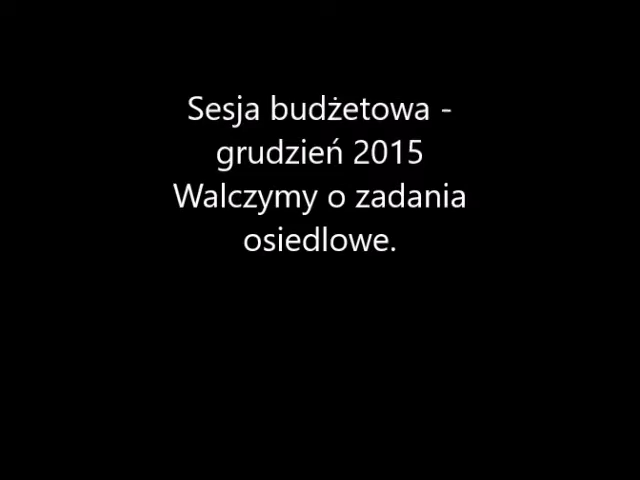 Sesja budżetowa -
grudzień 2015
Walczymy o zadania
osiedlowe.